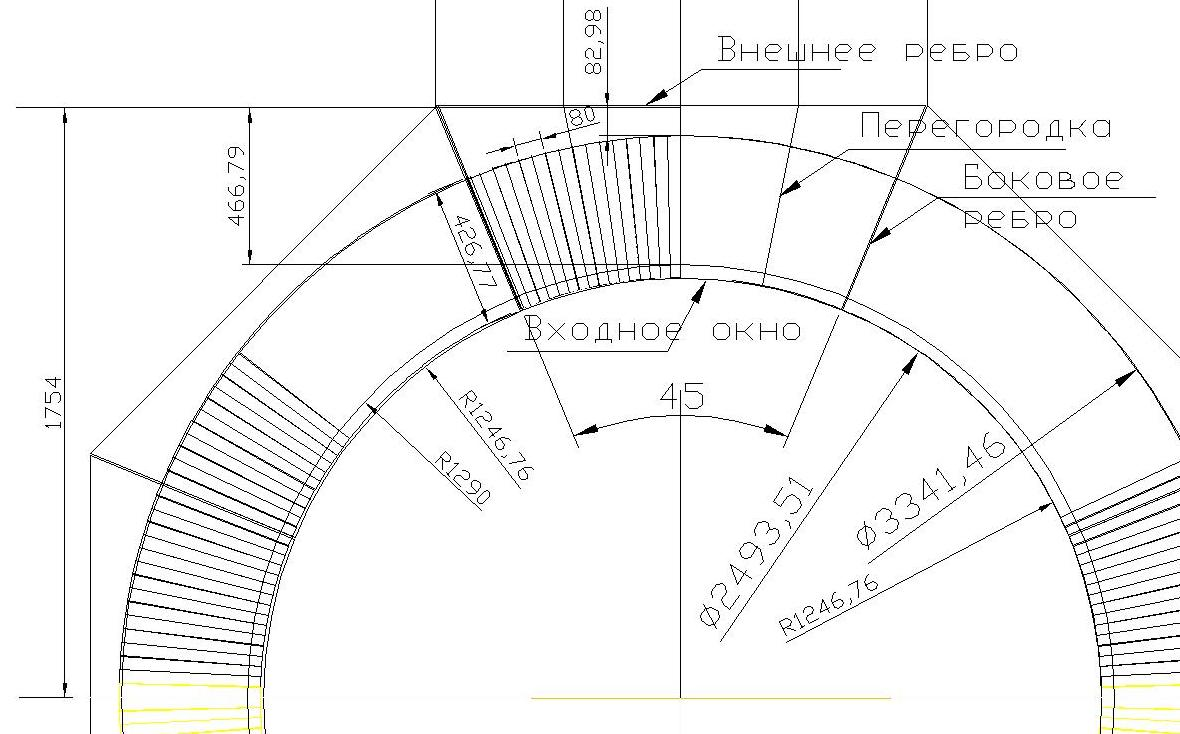 82,98
Внешнее ребро
80
Перегородка
466,79
Боковое
ребро
426,77
Входное окно
1754
45
R1246,76
R1290
ø2493,51
ø3341,46
R1246,76